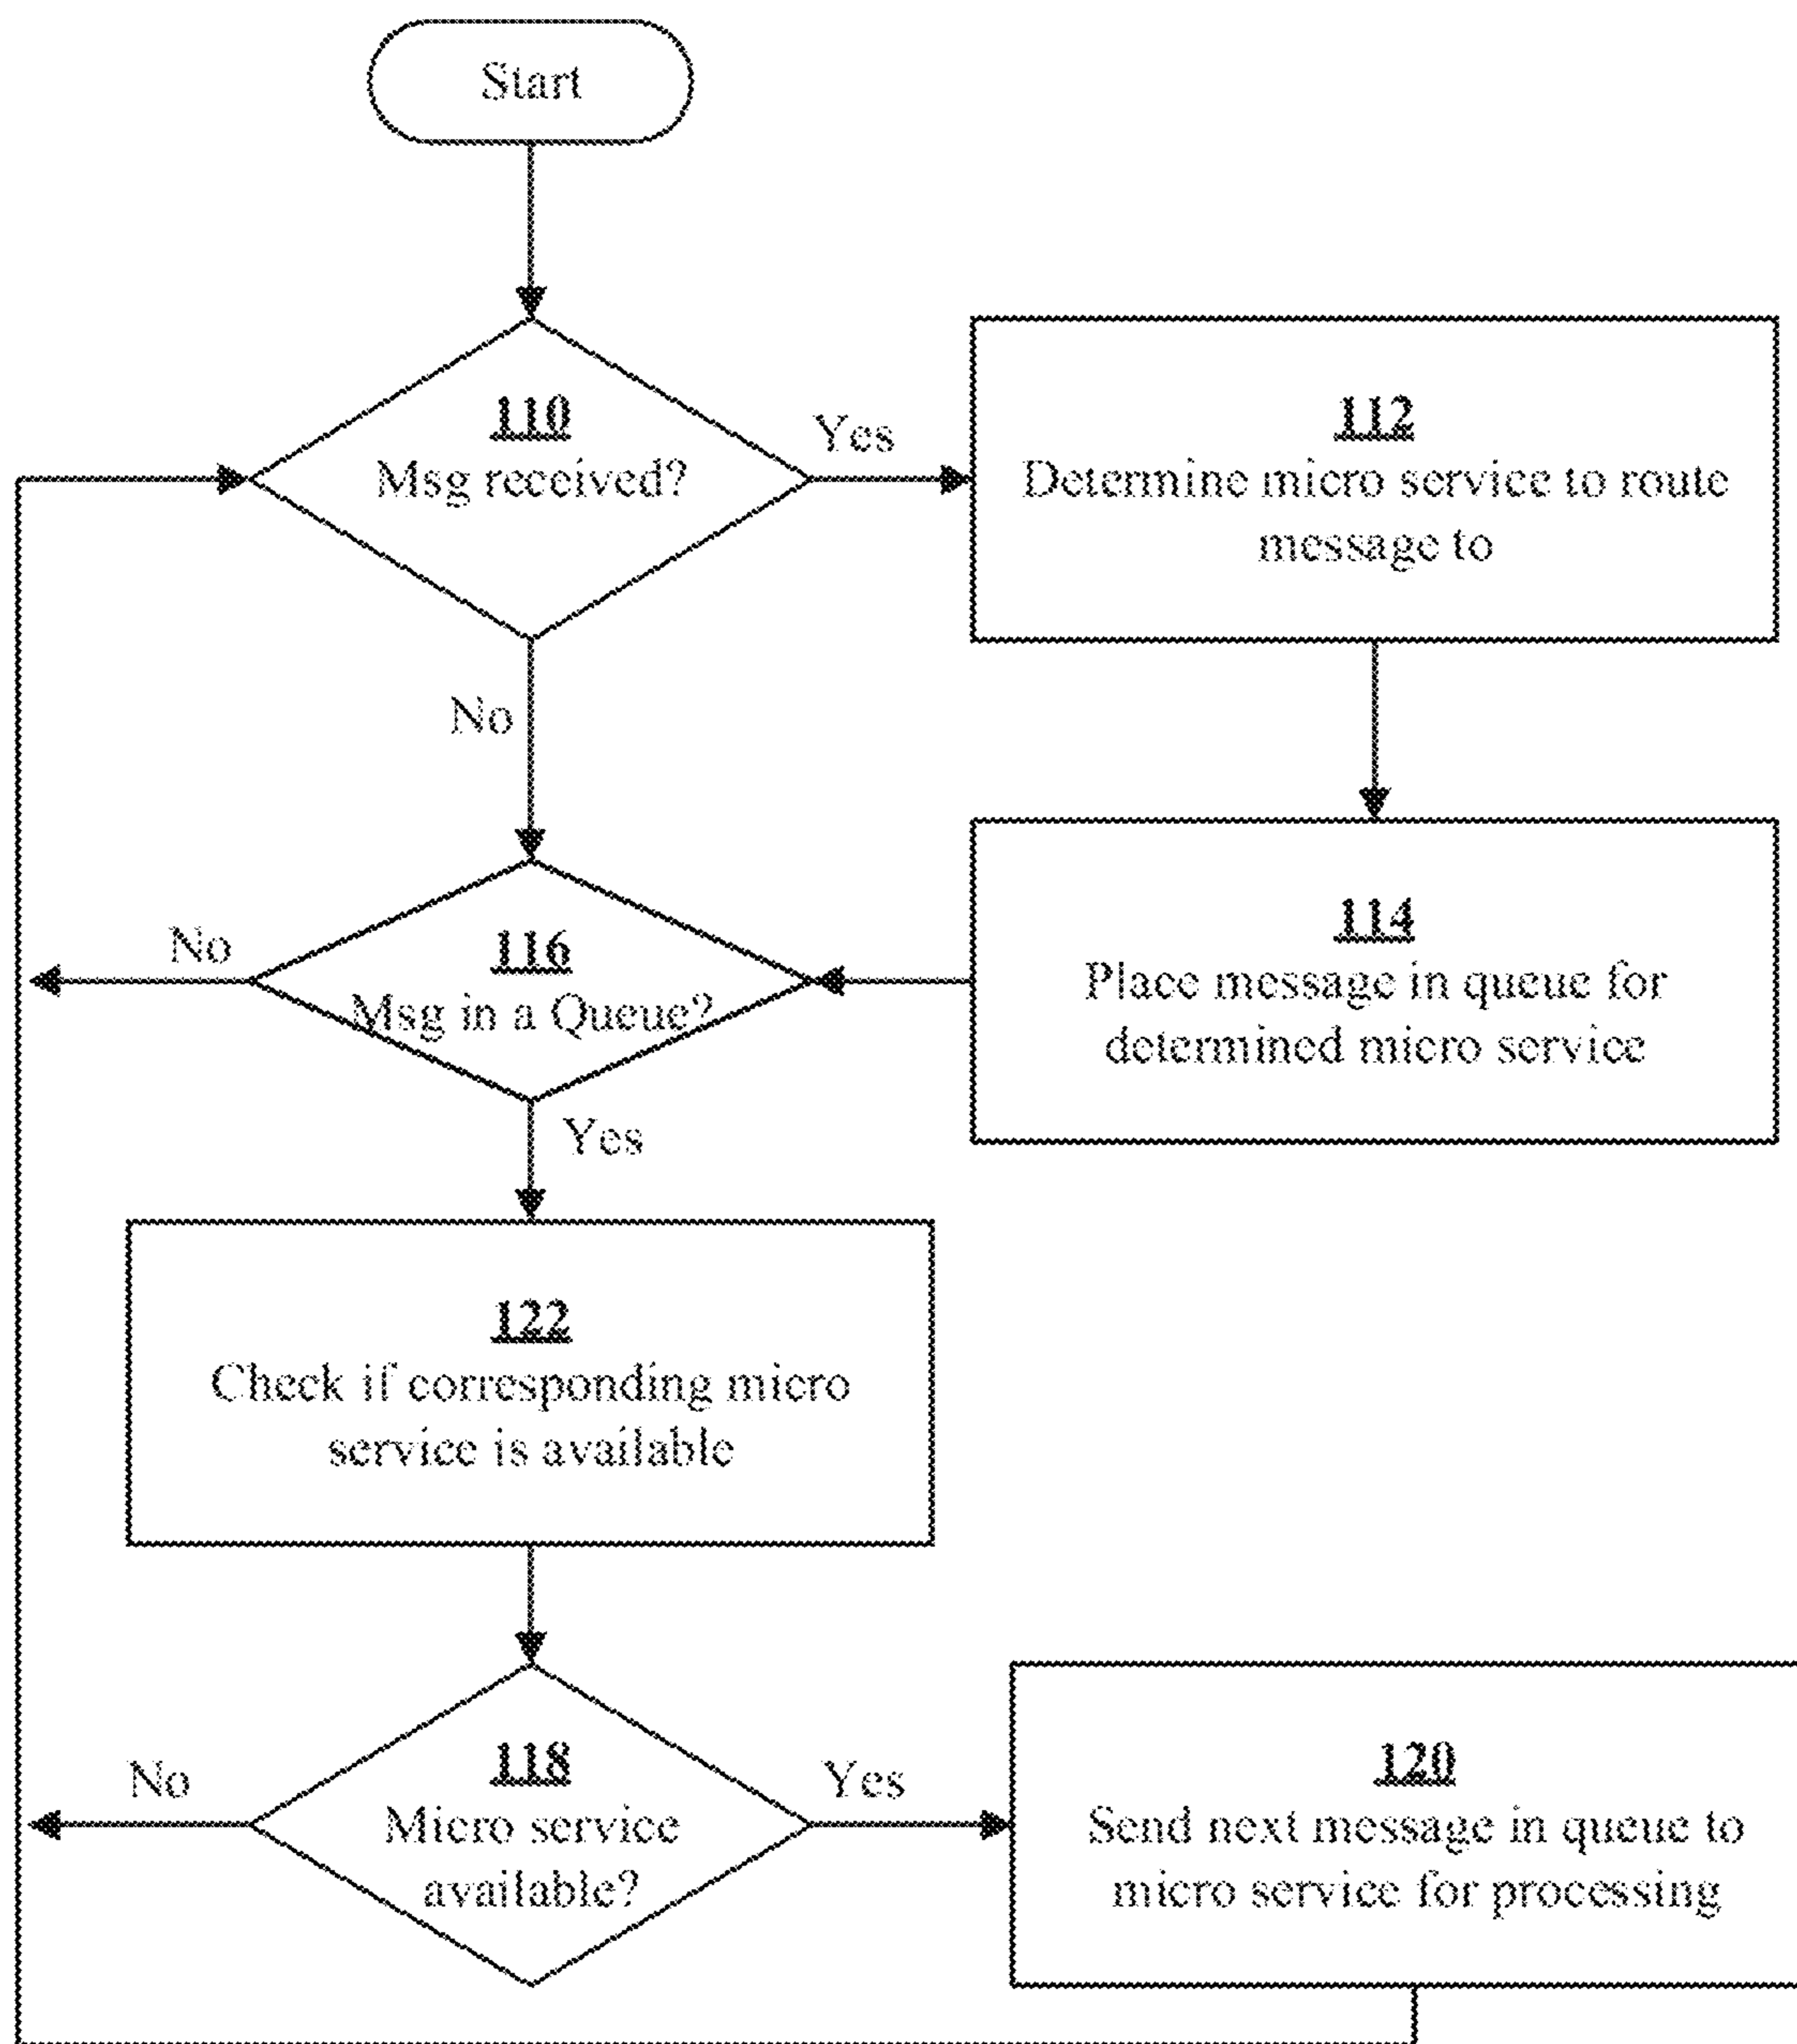 Start
110
Msg received?
Yes
112
Determine micro service to route
message to
No
116
Msg in a Queue?
No
114
Place message in queue for
determined micro service
Yes
122
Check if corresponding micro
service is available
118
Micro service
available?
No
Yes
120
Send next message in queue to
micro service for processing